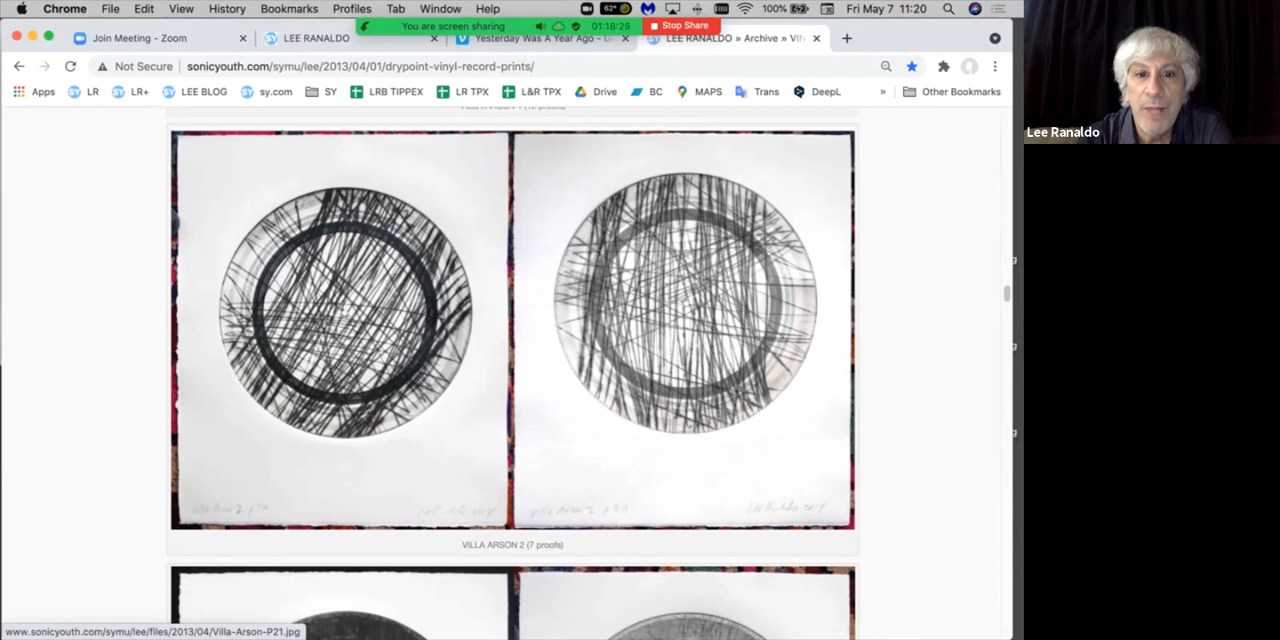 Chrome File Edit View History Bookmarks Profiles Tab Window Help 62° 100% Fri May 7 11:20
You are screen sharing 01:18:26 Stop Share
Join Meeting - Zoom LEE RANALDO Yesterday Was A Year Ago - LEE RANALDO » Archive » VIN
Not Secure sonicyouth.com/symu/lee/2013/04/01/drypoint-vinyl-record-prints/
Apps LR LR+ LEE BLOG sy.com SY LRB TIPPEX LR TPX L&R TPX Drive BC MAPS Trans DeepL » Other Bookmarks
Lee Ranaldo
VILLA ARSON 2 (7 proofs)
www.sonicyouth.com/symu/lee/files/2013/04/Villa-Arson-P21.jpg